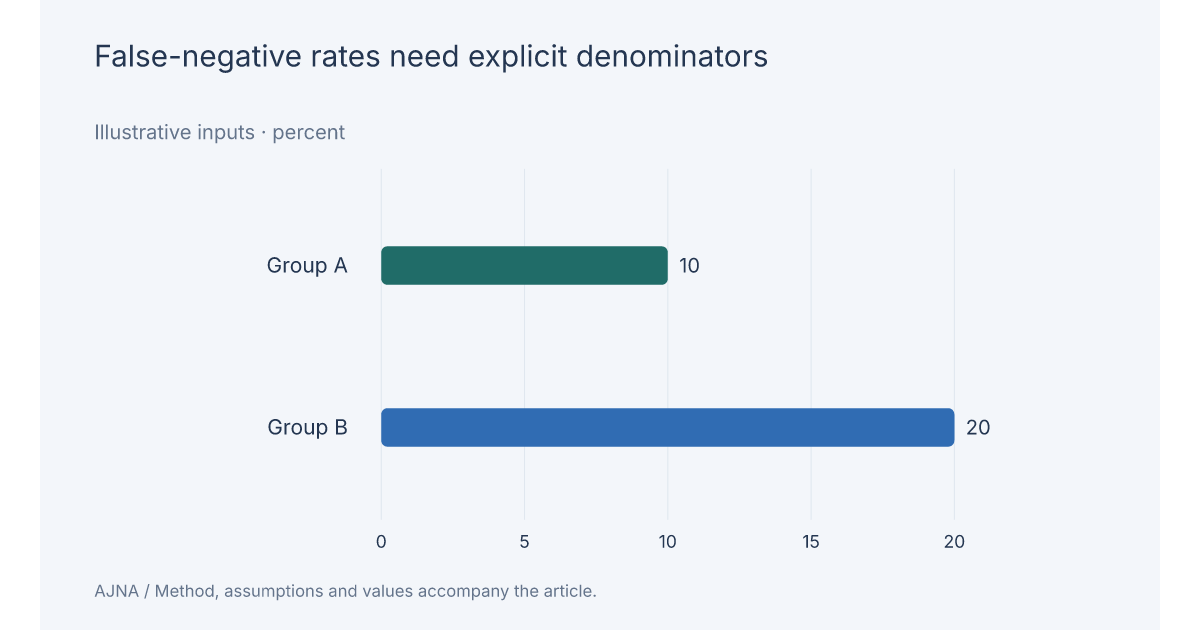 False-negative rates need explicit denominators
Illustrative inputs · percent
Group A 10
Group B 20
0 5 10 15 20
AJNA / Method, assumptions and values accompany the article.